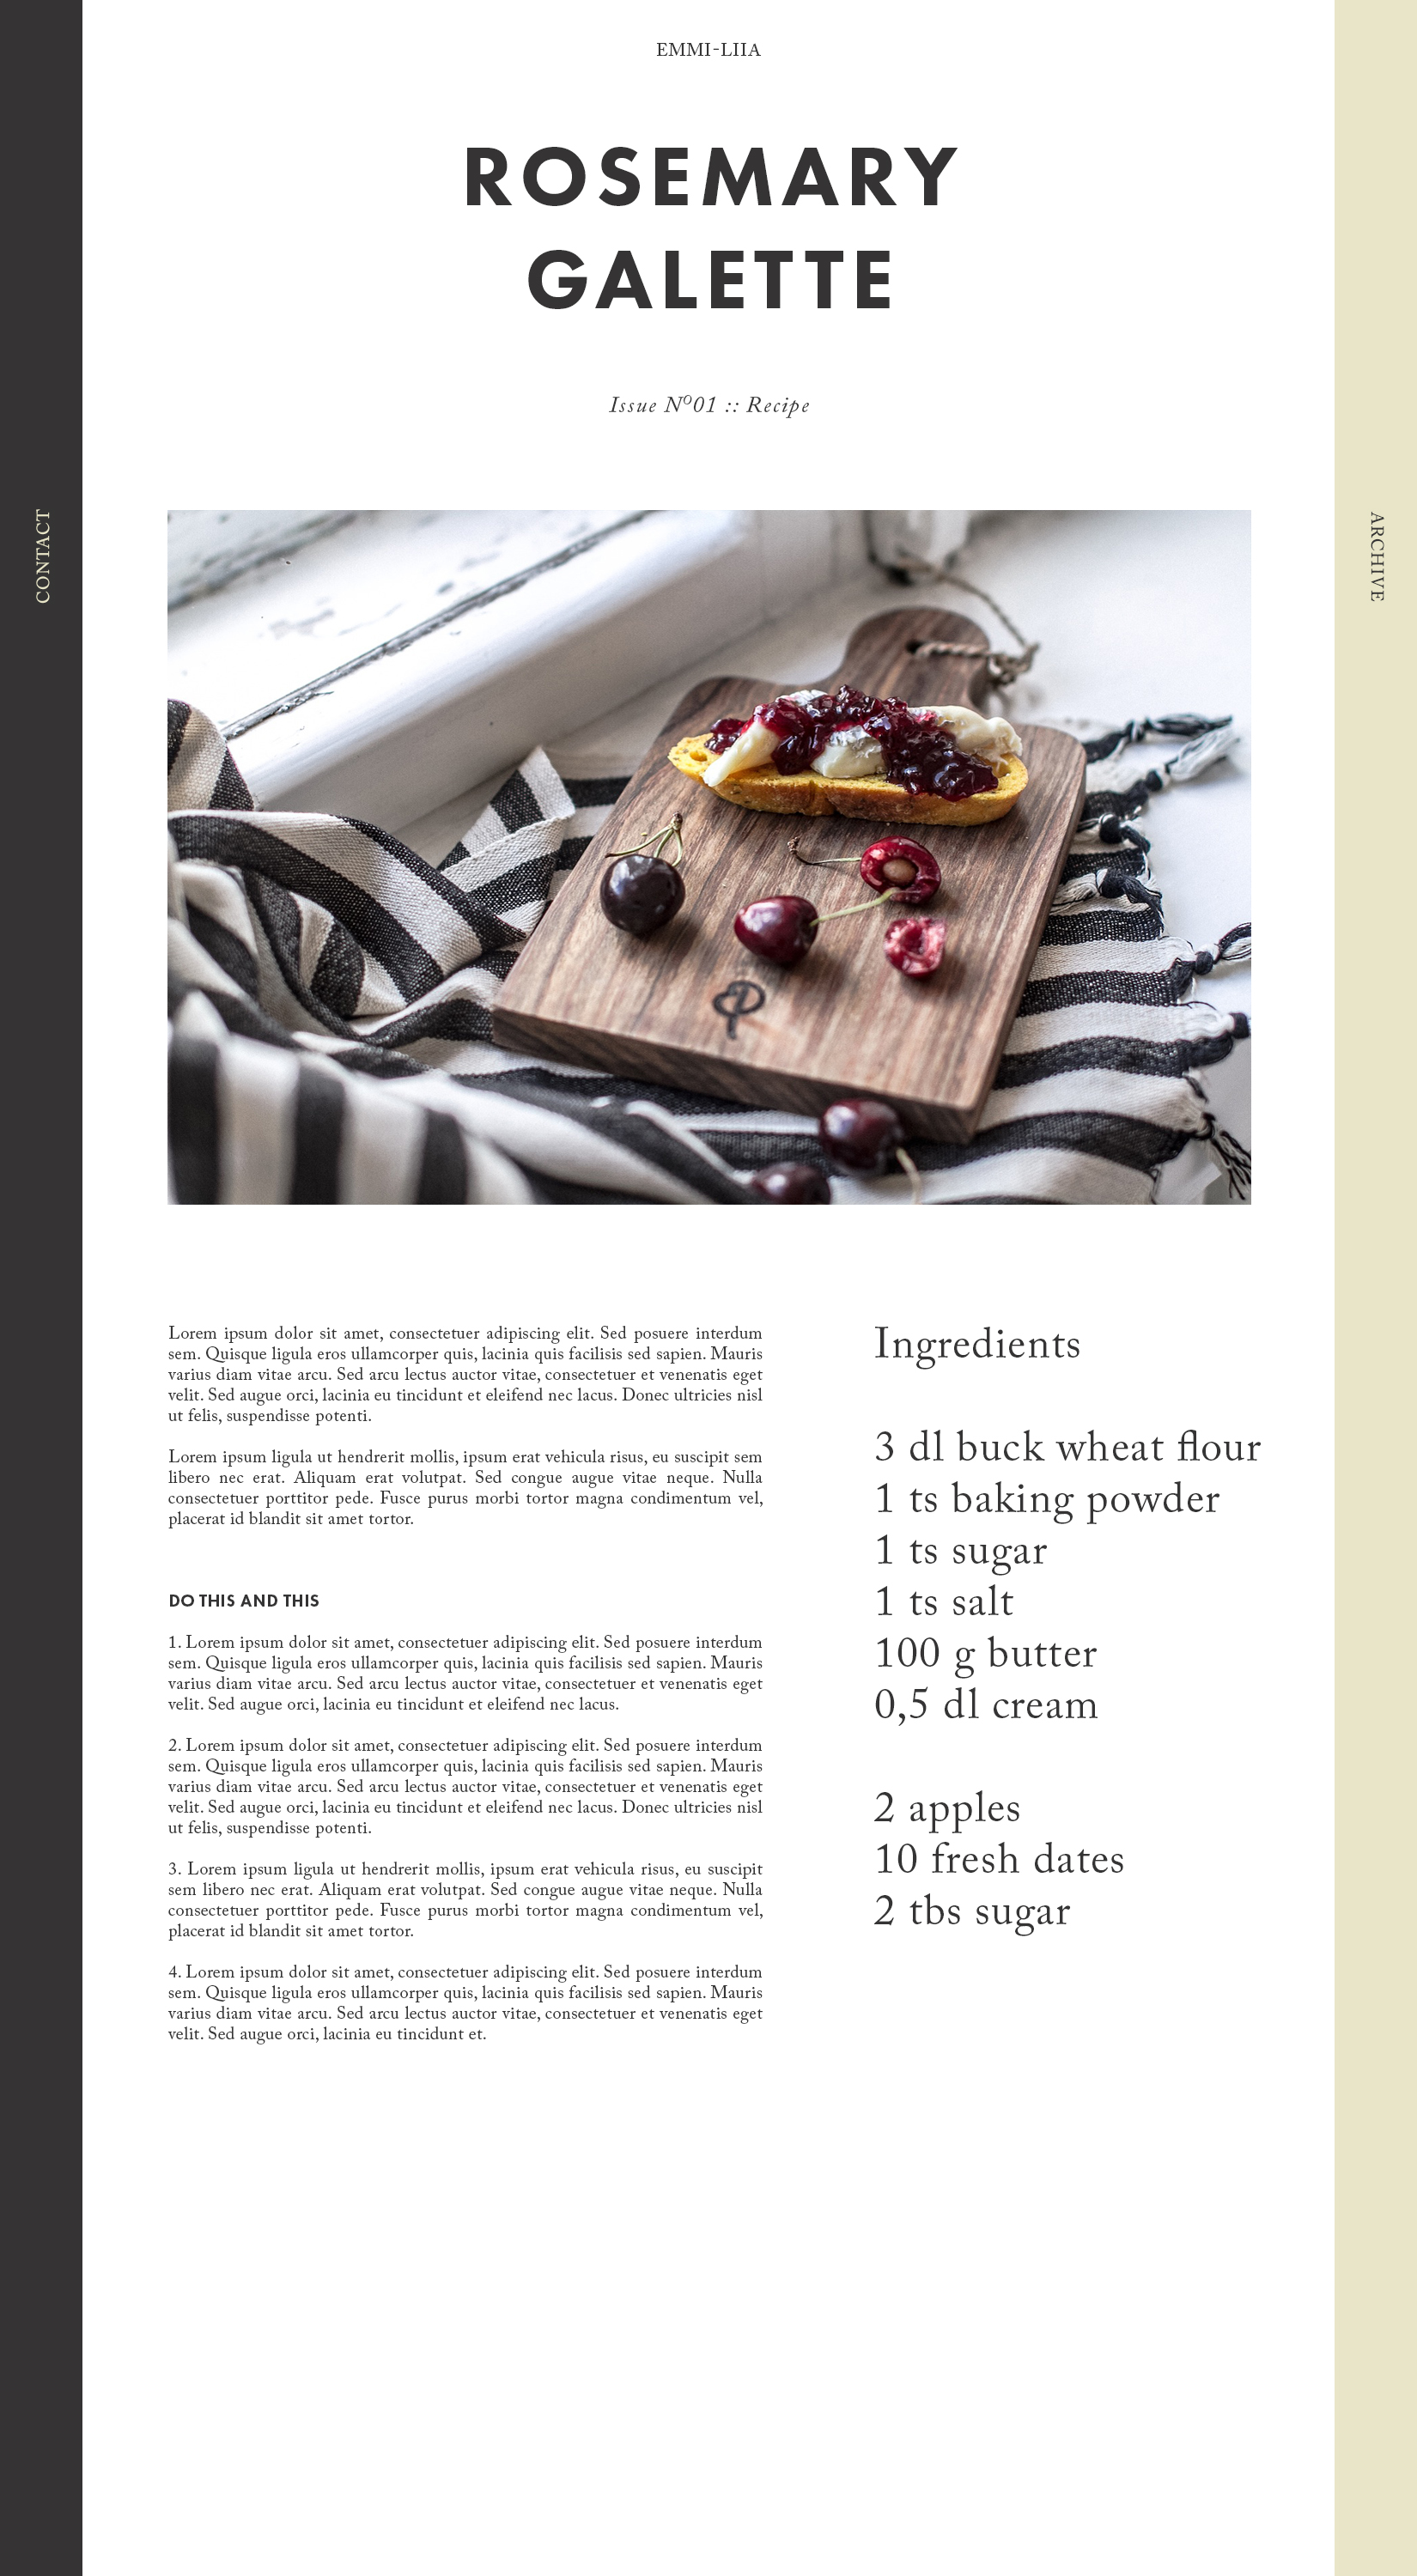 EMMI-LIIA
ROSEMARY
GALETTE
Issue Nº01 :: Recipe
CONTACT
ARCHIVE
Lorem ipsum dolor sit amet, consectetuer adipiscing elit. Sed posuere interdum
sem. Quisque ligula eros ullamcorper quis, lacinia quis facilisis sed sapien. Mauris
varius diam vitae arcu. Sed arcu lectus auctor vitae, consectetuer et venenatis eget
velit. Sed augue orci, lacinia eu tincidunt et eleifend nec lacus. Donec ultricies nisl
ut felis, suspendisse potenti.
Lorem ipsum ligula ut hendrerit mollis, ipsum erat vehicula risus, eu suscipit sem
libero nec erat. Aliquam erat volutpat. Sed congue augue vitae neque. Nulla
consectetuer porttitor pede. Fusce purus morbi tortor magna condimentum vel,
placerat id blandit sit amet tortor.
DO THIS AND THIS
1. Lorem ipsum dolor sit amet, consectetuer adipiscing elit. Sed posuere interdum
sem. Quisque ligula eros ullamcorper quis, lacinia quis facilisis sed sapien. Mauris
varius diam vitae arcu. Sed arcu lectus auctor vitae, consectetuer et venenatis eget
velit. Sed augue orci, lacinia eu tincidunt et eleifend nec lacus.
2. Lorem ipsum dolor sit amet, consectetuer adipiscing elit. Sed posuere interdum
sem. Quisque ligula eros ullamcorper quis, lacinia quis facilisis sed sapien. Mauris
varius diam vitae arcu. Sed arcu lectus auctor vitae, consectetuer et venenatis eget
velit. Sed augue orci, lacinia eu tincidunt et eleifend nec lacus. Donec ultricies nisl
ut felis, suspendisse potenti.
3. Lorem ipsum ligula ut hendrerit mollis, ipsum erat vehicula risus, eu suscipit
sem libero nec erat. Aliquam erat volutpat. Sed congue augue vitae neque. Nulla
consectetuer porttitor pede. Fusce purus morbi tortor magna condimentum vel,
placerat id blandit sit amet tortor.
4. Lorem ipsum dolor sit amet, consectetuer adipiscing elit. Sed posuere interdum
sem. Quisque ligula eros ullamcorper quis, lacinia quis facilisis sed sapien. Mauris
varius diam vitae arcu. Sed arcu lectus auctor vitae, consectetuer et venenatis eget
velit. Sed augue orci, lacinia eu tincidunt et.
Ingredients
3 dl buck wheat flour
1 ts baking powder
1 ts sugar
1 ts salt
100 g butter
0,5 dl cream
2 apples
10 fresh dates
2 tbs sugar